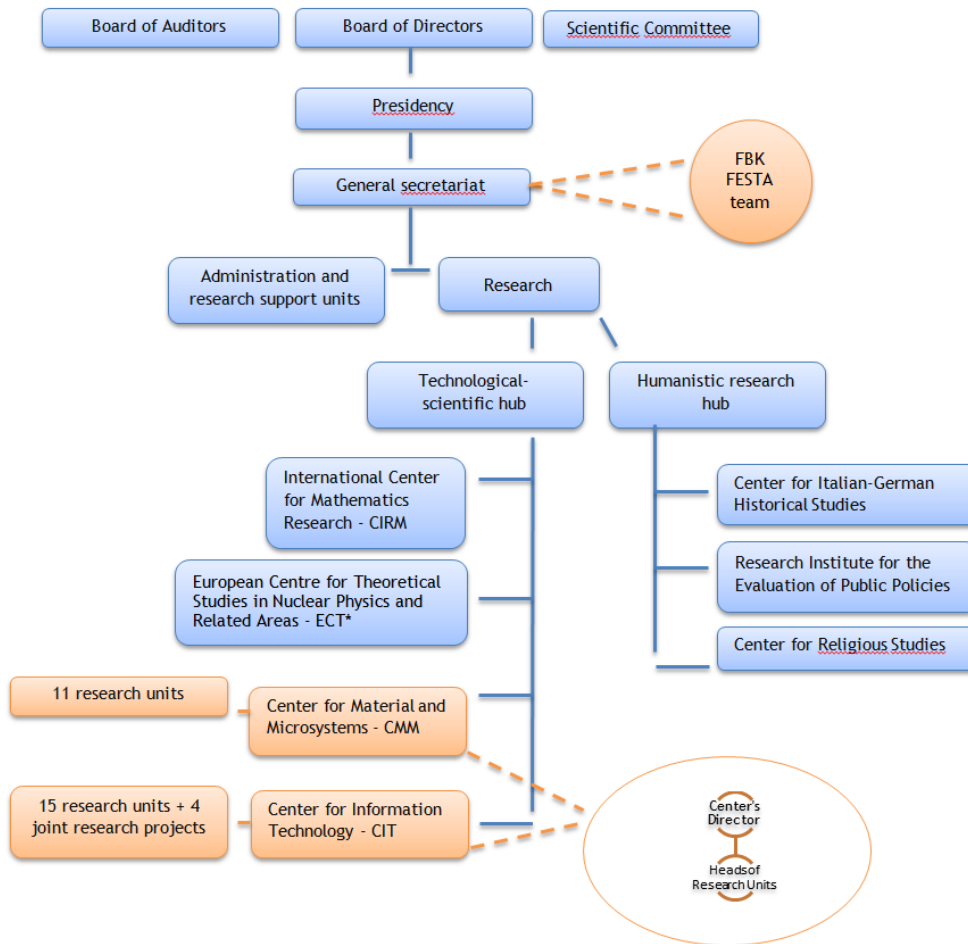 Board of Auditors
Board of Directors
Scientific Committee
Presidency
General secretariat
FBK
FESTA
team
Administration and
research support units
Research
Technological-
scientific hub
Humanistic research
hub
International Center
for Mathematics
Research - CIRM
Center for Italian-German
Historical Studies
European Centre for Theoretical
Studies in Nuclear Physics and
Related Areas - ECT*
Research Institute for the
Evaluation of Public Policies
Center for Religious Studies
11 research units
Center for Material and
Microsystems - CMM
15 research units + 4
joint research projects
Center for Information
Technology - CIT
Center's
Director
Headsof
ResearchUnits